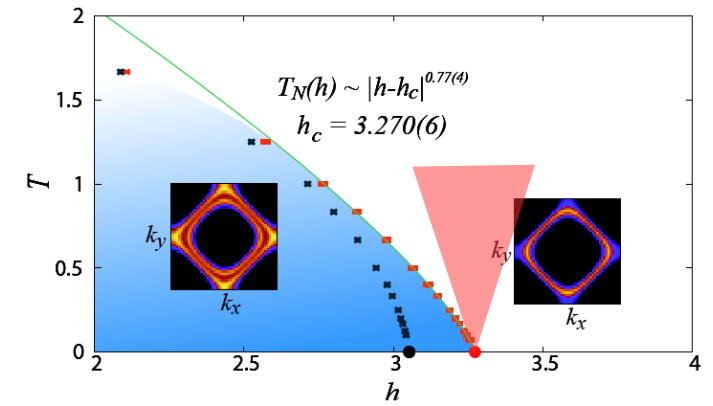 2
T_N(h) ~ |h-h_c|^{0.77(4)}
1.5
h_c = 3.270(6)
T
1
k_y
k_y
0.5
k_x
k_x
0
2
2.5
3
3.5
4
h